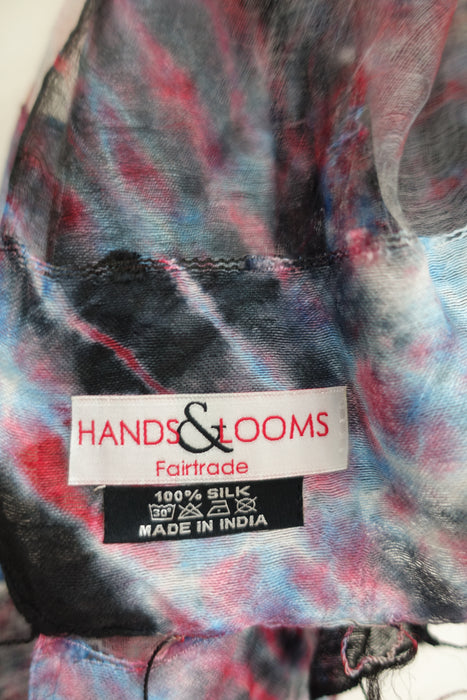 HANDS&LOOMS
Fairtrade
100% SILK
30°
MADE IN INDIA